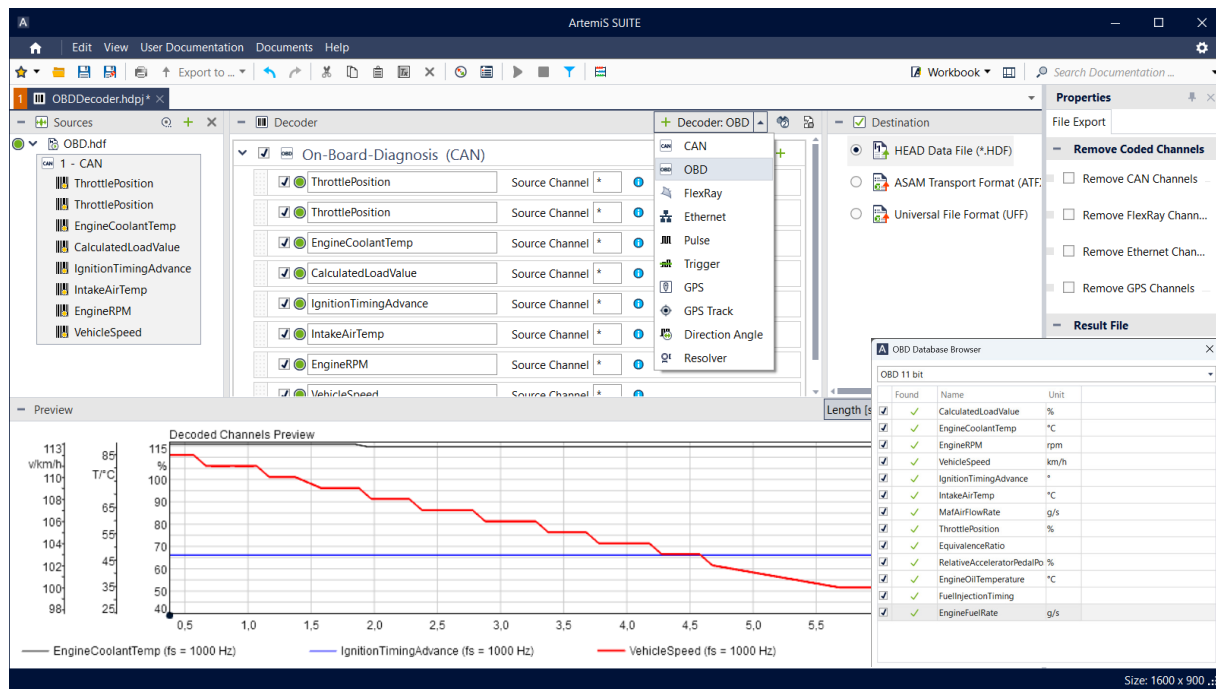 ArtemiS SUITE
Edit View User Documentation Documents Help
Export to ...
Workbook
Search Documentation ...
1 OBDDecoder.hdpj*
Properties
Sources
Decoder
Decoder: OBD
Destination
File Export
OBD.hdf
1 - CAN
ThrottlePosition
ThrottlePosition
EngineCoolantTemp
CalculatedLoadValue
IgnitionTimingAdvance
IntakeAirTemp
EngineRPM
VehicleSpeed
On-Board-Diagnosis (CAN)
ThrottlePosition Source Channel *
ThrottlePosition Source Channel *
EngineCoolantTemp Source Channel *
CalculatedLoadValue Source Channel *
IgnitionTimingAdvance Source Channel *
IntakeAirTemp Source Channel *
EngineRPM Source Channel *
VehicleSpeed Source Channel *
CAN CAN
OBD OBD
FlexRay
Ethernet
Pulse
Trigger
GPS
GPS Track
Direction Angle
Resolver
HEAD Data File (*.HDF)
ASAM Transport Format (ATF
Universal File Format (UFF)
Remove Coded Channels
Remove CAN Channels
Remove FlexRay Chann...
Remove Ethernet Chan...
Remove GPS Channels
Result File
Preview
Length [s
Decoded Channels Preview
v/km/h
113
110
108
106
104
102
100
98
T/°C
85
65
55
45
35
25
115
%
100
90
80
70
60
50
40
0,5 1,0 1,5 2,0 2,5 3,0 3,5 4,0 4,5 5,0 5,5
EngineCoolantTemp (fs = 1000 Hz) IgnitionTimingAdvance (fs = 1000 Hz) VehicleSpeed (fs = 1000 Hz)
OBD Database Browser
OBD 11 bit
Found Name Unit
CalculatedLoadValue %
EngineCoolantTemp °C
EngineRPM rpm
VehicleSpeed km/h
IgnitionTimingAdvance °
IntakeAirTemp °C
MafAirFlowRate g/s
ThrottlePosition %
EquivalenceRatio
RelativeAcceleratorPedalPo %
EngineOilTemperature °C
FuelInjectionTiming
EngineFuelRate g/s
Size: 1600 x 900